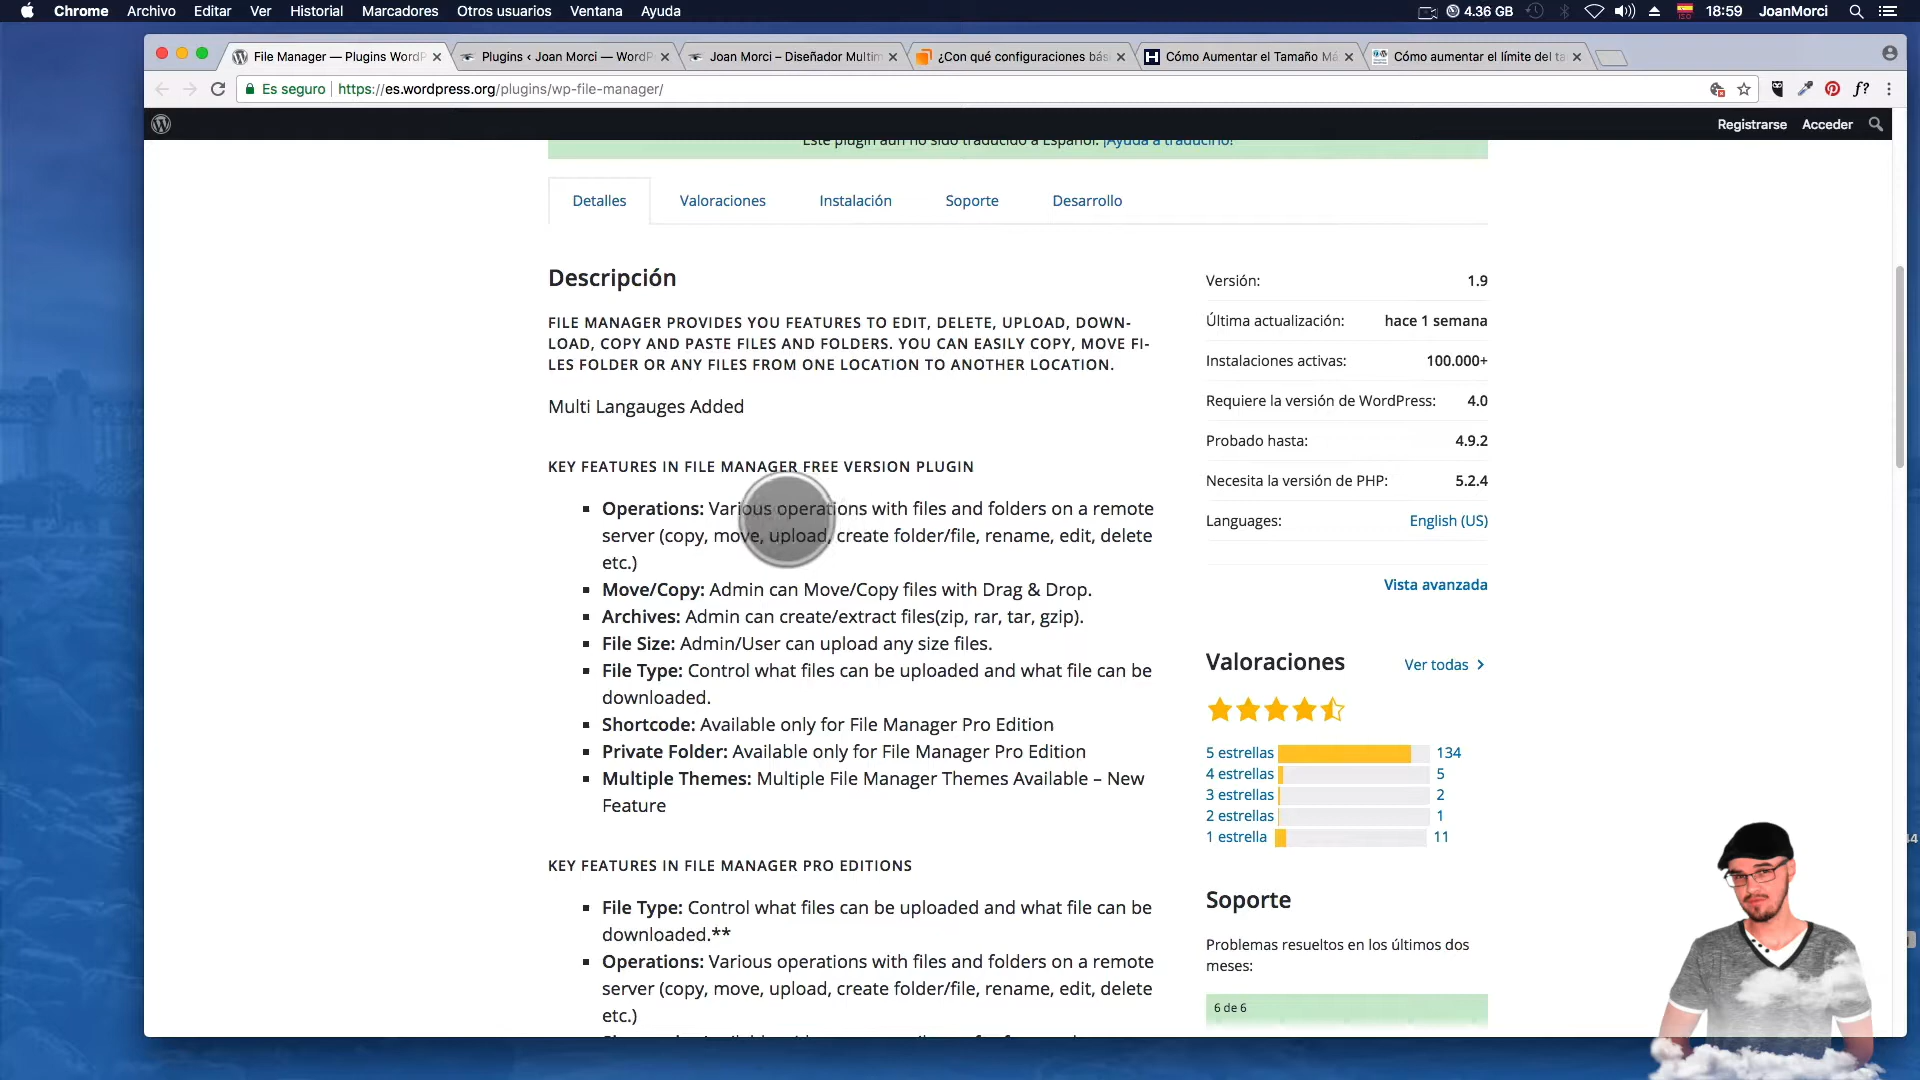 Chrome Archivo Editar Ver Historial Marcadores Otros usuarios Ventana Ayuda 4.36 GB ISO 18:59 JoanMorci
File Manager — Plugins WordP
Plugins ‹ Joan Morci — WordP
Joan Morci – Diseñador Multim
¿Con qué configuraciones bás
Cómo Aumentar el Tamaño Má
Cómo aumentar el límite del ta
Es seguro https://es.wordpress.org/plugins/wp-file-manager/
f?
Registrarse Acceder
Este plugin aún no sido traducido a Español. ¡Ayuda a traducirlo!
Detalles Valoraciones Instalación Soporte Desarrollo
Descripción
FILE MANAGER PROVIDES YOU FEATURES TO EDIT, DELETE, UPLOAD, DOWN-
LOAD, COPY AND PASTE FILES AND FOLDERS. YOU CAN EASILY COPY, MOVE FI-
LES FOLDER OR ANY FILES FROM ONE LOCATION TO ANOTHER LOCATION.
Multi Langauges Added
KEY FEATURES IN FILE MANAGER FREE VERSION PLUGIN
Operations: Various operations with files and folders on a remote
server (copy, move, upload, create folder/file, rename, edit, delete
etc.)
Move/Copy: Admin can Move/Copy files with Drag & Drop.
Archives: Admin can create/extract files(zip, rar, tar, gzip).
File Size: Admin/User can upload any size files.
File Type: Control what files can be uploaded and what file can be
downloaded.
Shortcode: Available only for File Manager Pro Edition
Private Folder: Available only for File Manager Pro Edition
Multiple Themes: Multiple File Manager Themes Available – New
Feature
KEY FEATURES IN FILE MANAGER PRO EDITIONS
File Type: Control what files can be uploaded and what file can be
downloaded.**
Operations: Various operations with files and folders on a remote
server (copy, move, upload, create folder/file, rename, edit, delete
etc.)
Versión: 1.9
Última actualización: hace 1 semana
Instalaciones activas: 100.000+
Requiere la versión de WordPress: 4.0
Probado hasta: 4.9.2
Necesita la versión de PHP: 5.2.4
Languages: English (US)
Vista avanzada
Valoraciones Ver todas
5 estrellas 134
4 estrellas 5
3 estrellas 2
2 estrellas 1
1 estrella 11
Soporte
Problemas resueltos en los últimos dos
meses:
6 de 6